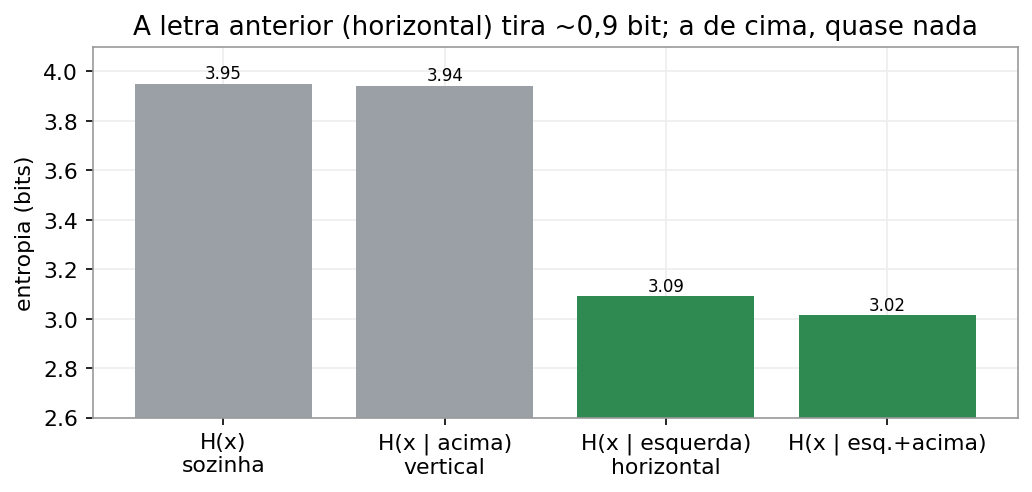 A letra anterior (horizontal) tira ~0,9 bit; a de cima, quase nada
entropia (bits)
4.0
3.8
3.6
3.4
3.2
3.0
2.8
2.6
3.95
3.94
3.09
3.02
H(x)
sozinha
H(x | acima)
vertical
H(x | esquerda)
horizontal
H(x | esq.+acima)